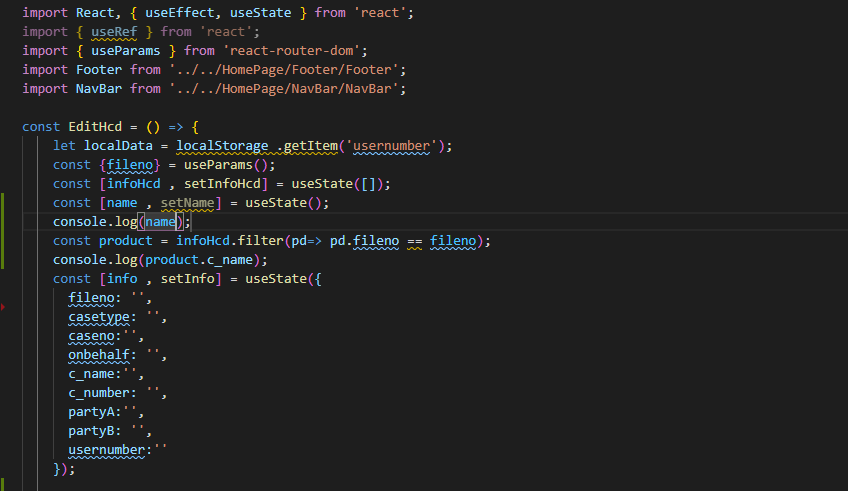 import React, { useEffect, useState } from 'react';
import { useRef } from 'react';
import { useParams } from 'react-router-dom';
import Footer from '../../HomePage/Footer/Footer';
import NavBar from '../../HomePage/NavBar/NavBar';
const EditHcd = () => {
let localData = localStorage .getItem('usernumber');
const {fileno} = useParams();
const [infoHcd , setInfoHcd] = useState([]);
const [name , setName] = useState();
console.log(name);
const product = infoHcd.filter(pd=> pd.fileno == fileno);
console.log(product.c_name);
const [info , setInfo] = useState({
fileno: '',
casetype: '',
caseno:'',
onbehalf: '',
c_name:'',
c_number: '',
partyA:'',
partyB: '',
usernumber:''
});